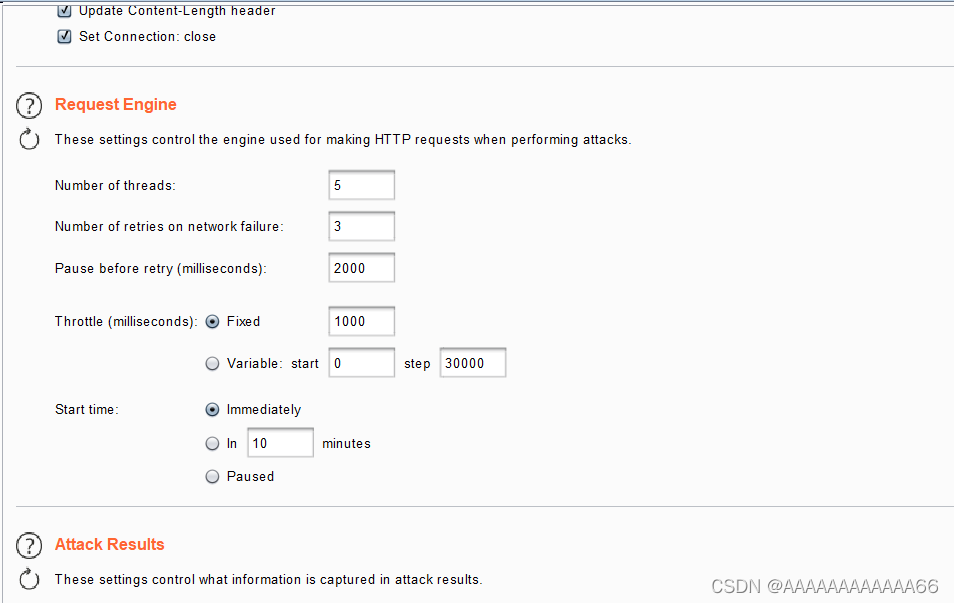 Update Content-Length header
Set Connection: close
? Request Engine
These settings control the engine used for making HTTP requests when performing attacks.
Number of threads: 5
Number of retries on network failure: 3
Pause before retry (milliseconds): 2000
Throttle (milliseconds): Fixed 1000
Variable: start 0 step 30000
Start time: Immediately
In 10 minutes
Paused
? Attack Results
These settings control what information is captured in attack results.
CSDN @AAAAAAAAAAAA66